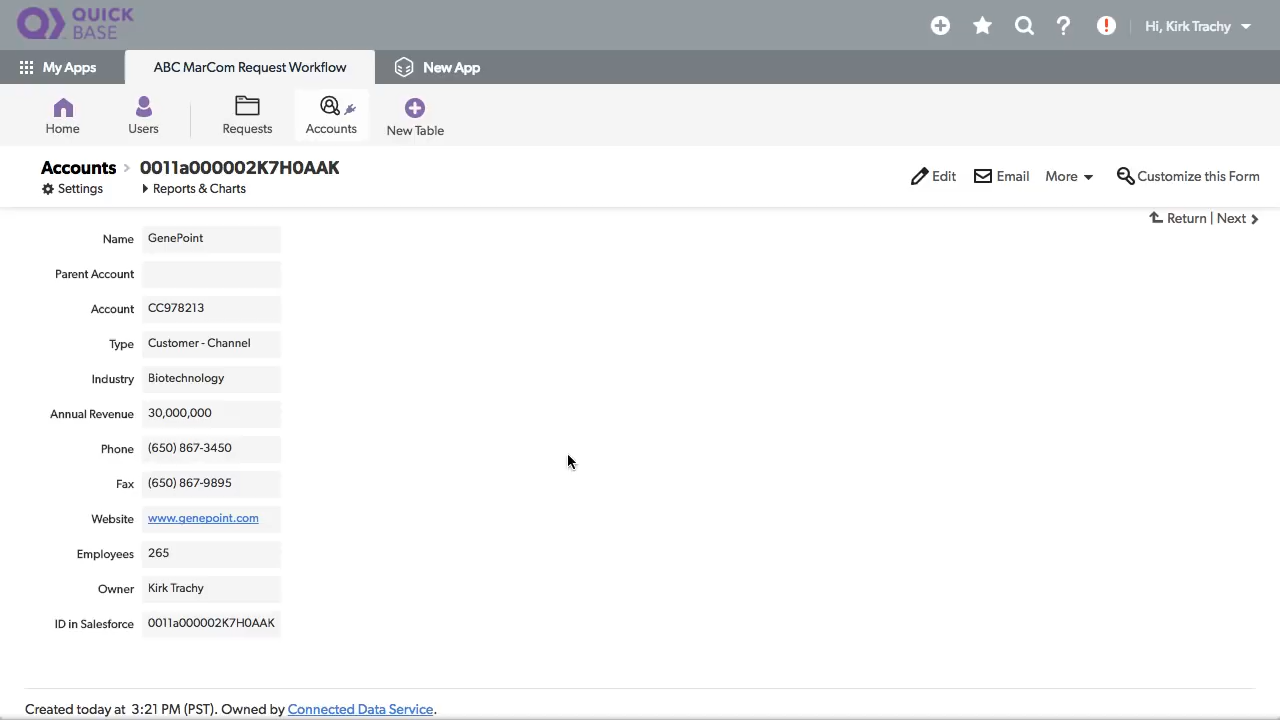 QUICK
BASE
Hi, Kirk Trachy
My Apps
ABC MarCom Request Workflow
New App
Home
Users
Requests
Accounts
New Table
Accounts > 0011a000002K7H0AAK
Settings
Reports & Charts
Edit
Email
More
Customize this Form
Return | Next
Name GenePoint
Parent Account
Account CC978213
Type Customer - Channel
Industry Biotechnology
Annual Revenue 30,000,000
Phone (650) 867-3450
Fax (650) 867-9895
Website www.genepoint.com
Employees 265
Owner Kirk Trachy
ID in Salesforce 0011a000002K7H0AAK
Created today at 3:21 PM (PST). Owned by Connected Data Service.